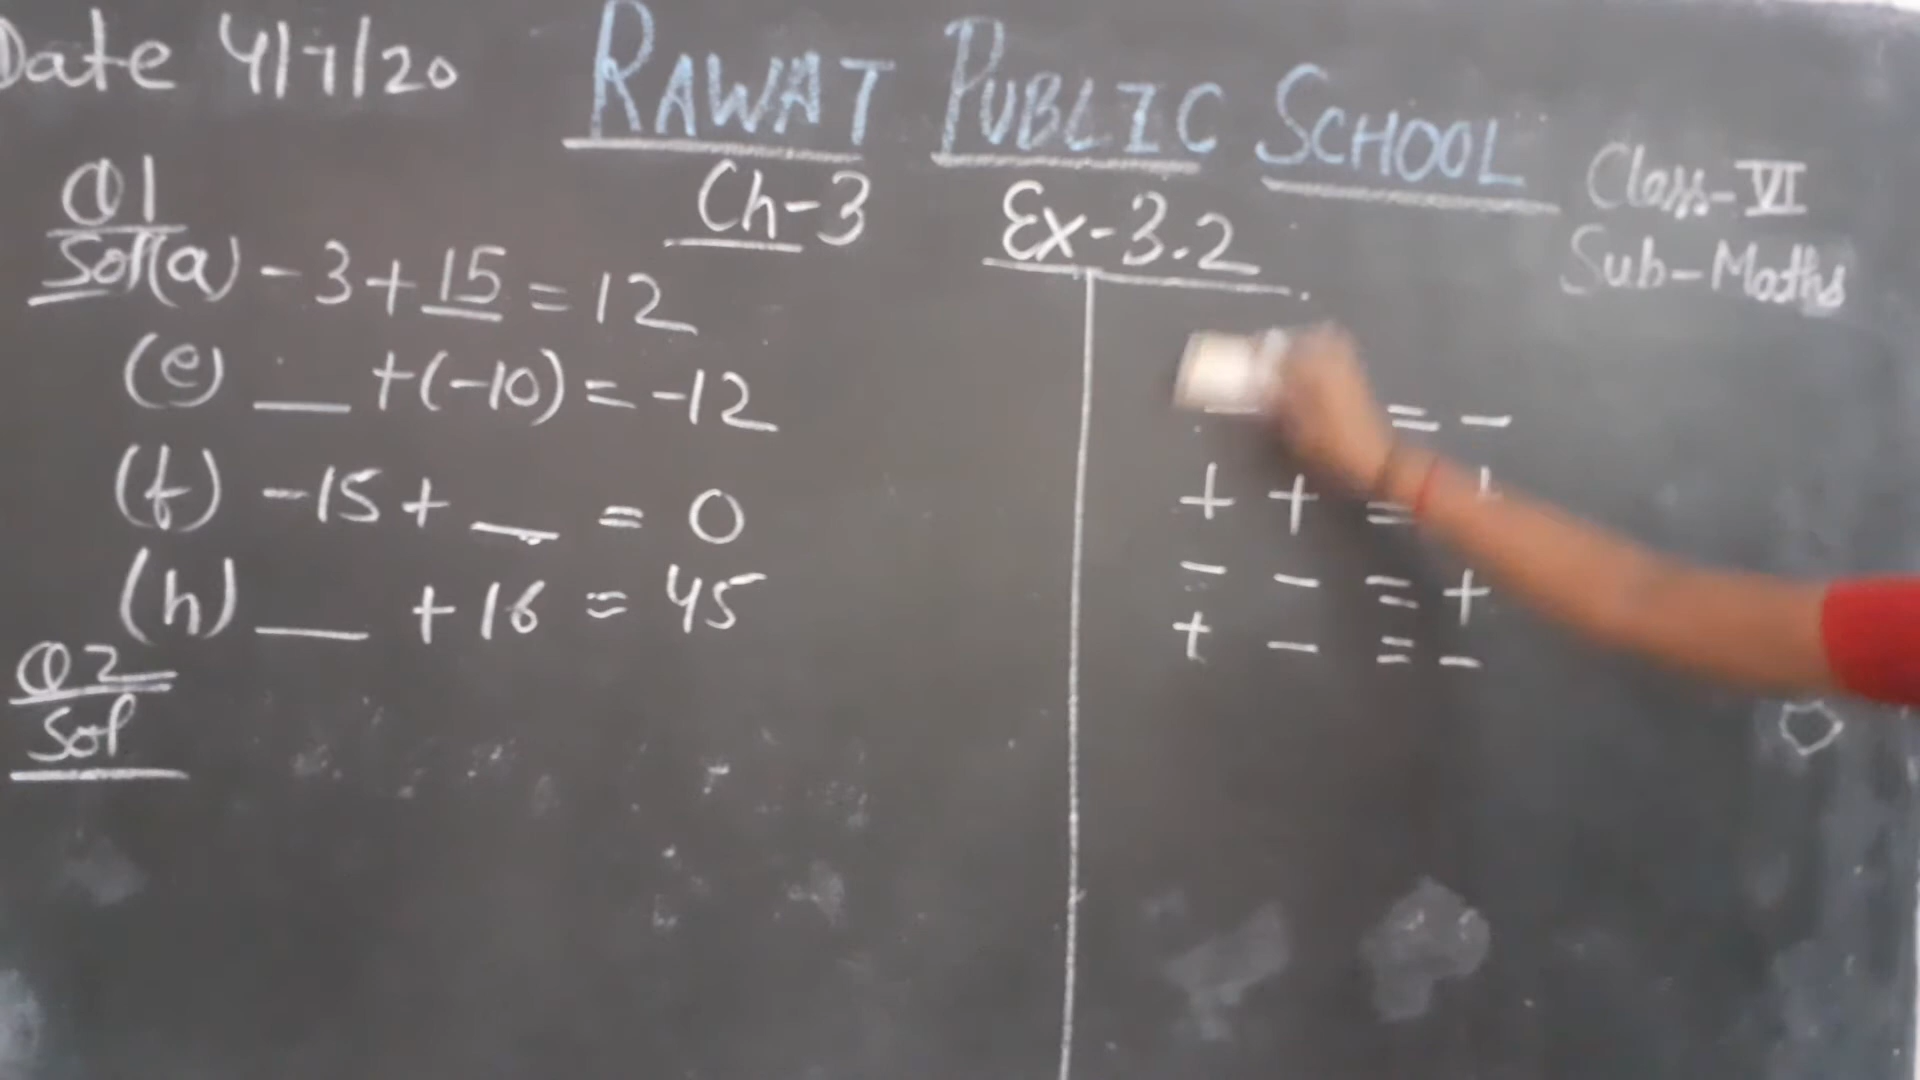 Date 4/7/20
RAWAT PUBLIC SCHOOL
Class-VI
Sub-Maths
Ch-3 Ex-3.2
Q1
Sol (a) -3+15=12
(e) __ +(-10)=-12
(f) -15+ __ = 0
(h) __ +16 = 45
Q2
Sol
= -
+ + = +
- - = +
+ - = -